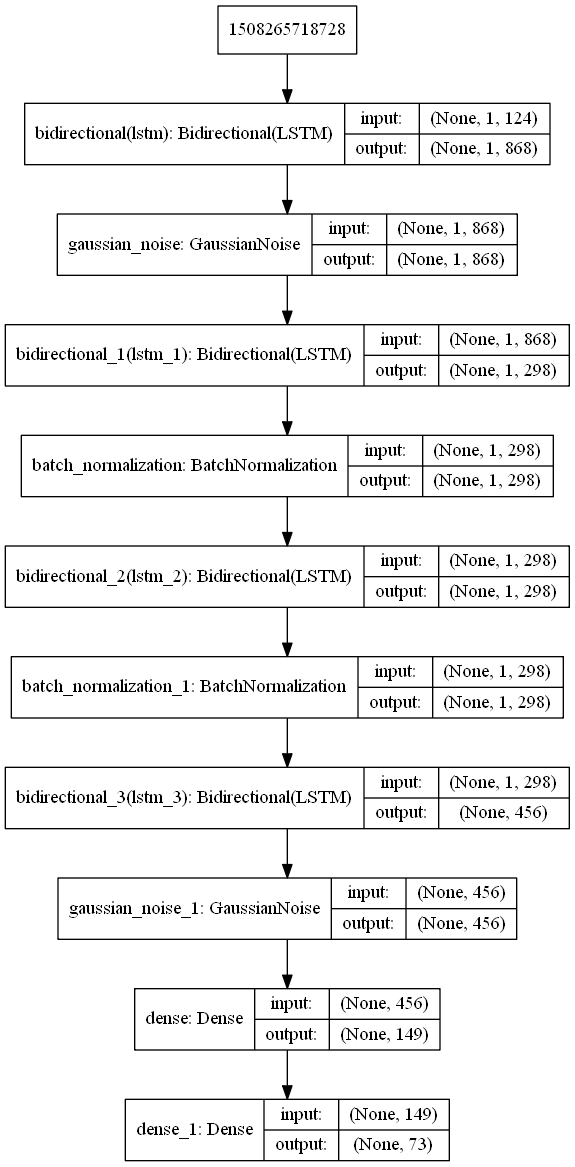 1508265718728
bidirectional(lstm): Bidirectional(LSTM)
input: (None, 1, 124)
output: (None, 1, 868)
gaussian_noise: GaussianNoise
input: (None, 1, 868)
output: (None, 1, 868)
bidirectional_1(lstm_1): Bidirectional(LSTM)
input: (None, 1, 868)
output: (None, 1, 298)
batch_normalization: BatchNormalization
input: (None, 1, 298)
output: (None, 1, 298)
bidirectional_2(lstm_2): Bidirectional(LSTM)
input: (None, 1, 298)
output: (None, 1, 298)
batch_normalization_1: BatchNormalization
input: (None, 1, 298)
output: (None, 1, 298)
bidirectional_3(lstm_3): Bidirectional(LSTM)
input: (None, 1, 298)
output: (None, 456)
gaussian_noise_1: GaussianNoise
input: (None, 456)
output: (None, 456)
dense: Dense
input: (None, 456)
output: (None, 149)
dense_1: Dense
input: (None, 149)
output: (None, 73)